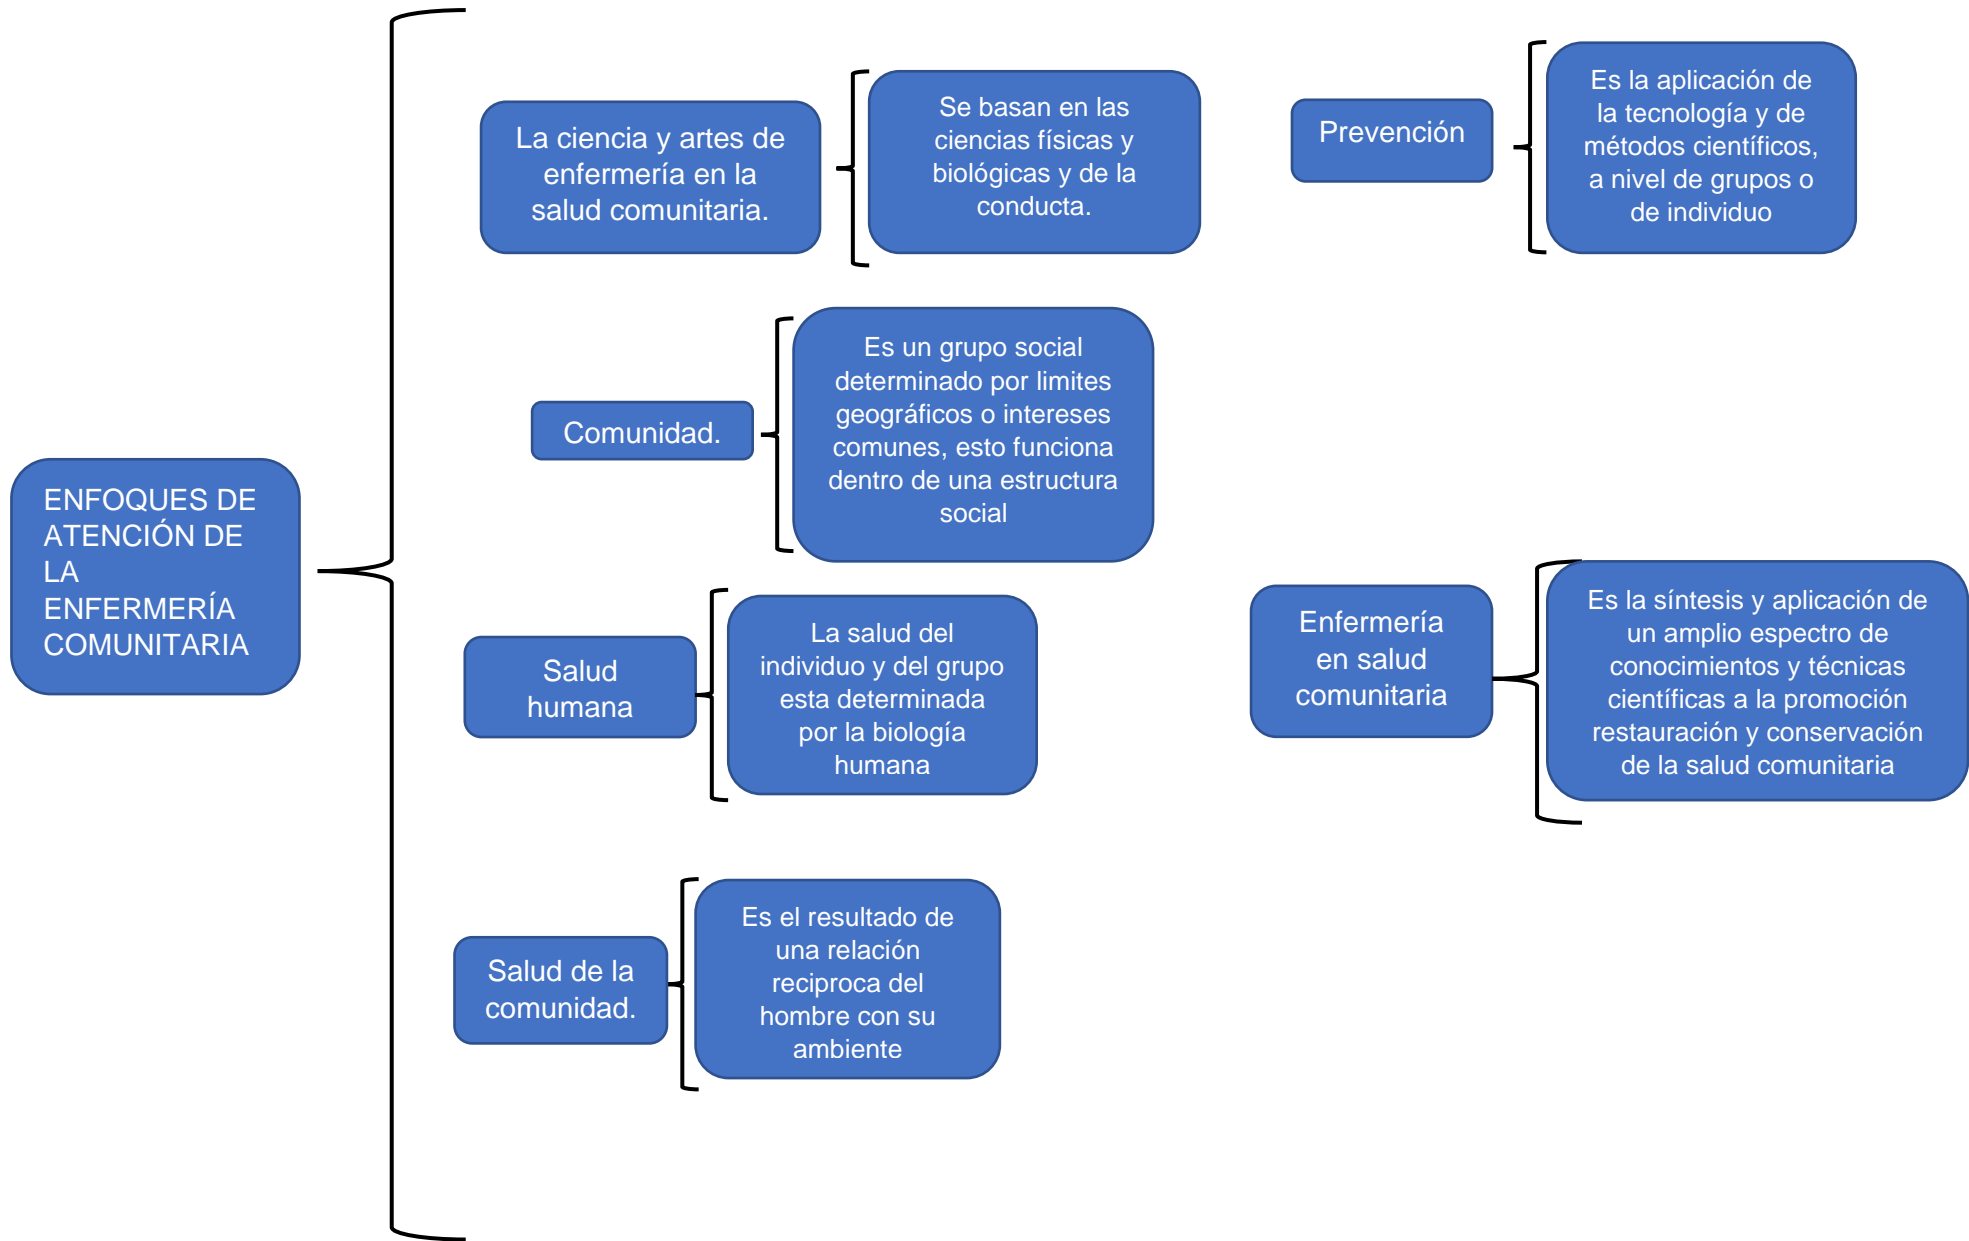 ENFOQUES DE
ATENCIÓN DE
LA
ENFERMERÍA
COMUNITARIA
La ciencia y artes de
enfermería en la
salud comunitaria.
Se basan en las
ciencias físicas y
biológicas y de la
conducta.
Comunidad.
Es un grupo social
determinado por limites
geográficos o intereses
comunes, esto funciona
dentro de una estructura
social
Salud
humana
La salud del
individuo y del grupo
esta determinada
por la biología
humana
Salud de la
comunidad.
Es el resultado de
una relación
reciproca del
hombre con su
ambiente
Prevención
Es la aplicación de
la tecnología y de
métodos científicos,
a nivel de grupos o
de individuo
Enfermería
en salud
comunitaria
Es la síntesis y aplicación de
un amplio espectro de
conocimientos y técnicas
científicas a la promoción
restauración y conservación
de la salud comunitaria